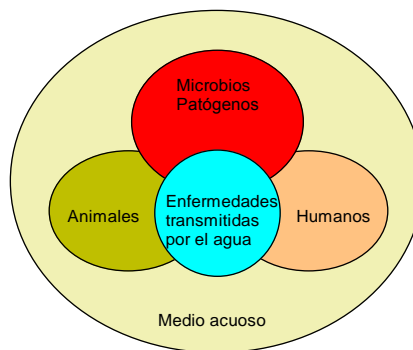 Microbios
Patógenos
Animales
Enfermedades
transmitidas
por el agua
Humanos
Medio acuoso